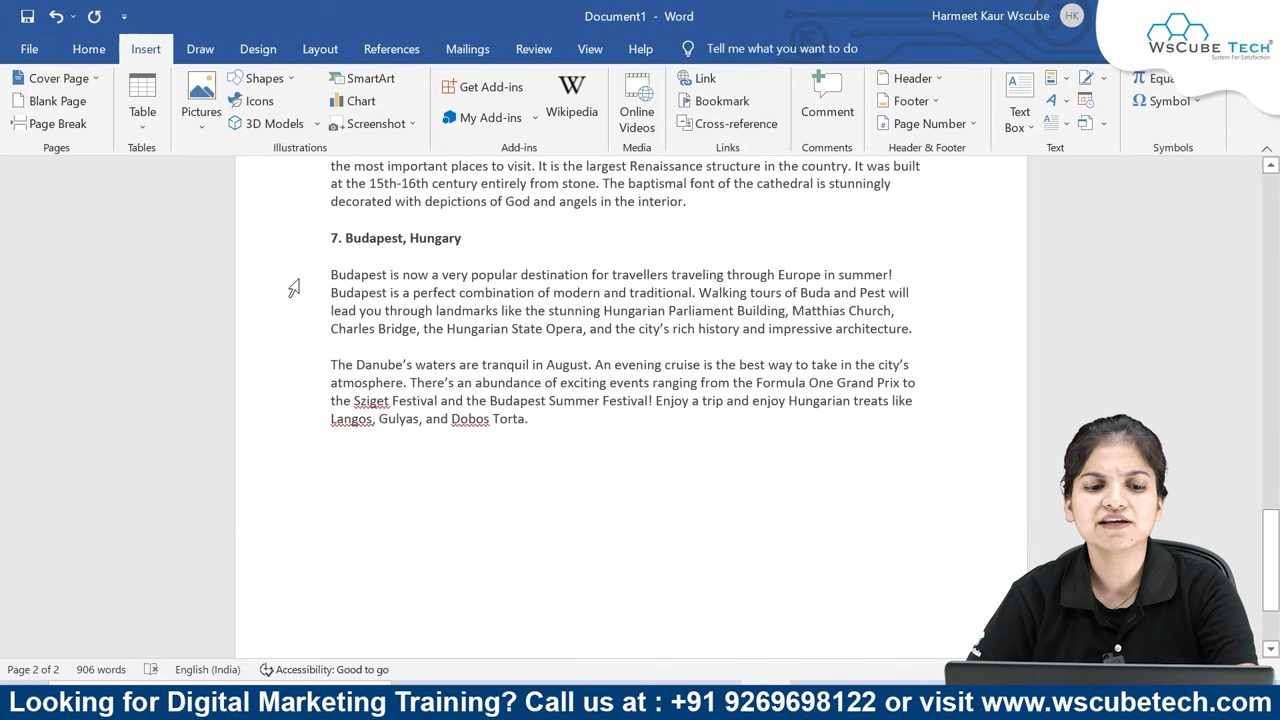 Document1 - Word
Harmeet Kaur Wscube HK
WsCube Tech
System For Satisfaction
File Home Insert Draw Design Layout References Mailings Review View Help Tell me what you want to do
Cover Page
Blank Page
Page Break
Pages
Table
Tables
Pictures
Shapes
Icons
3D Models
SmartArt
Chart
Screenshot
Illustrations
Get Add-ins
My Add-ins
Wikipedia
Add-ins
Online Videos
Media
Link
Bookmark
Cross-reference
Links
Comment
Comments
Header
Footer
Page Number
Header & Footer
Text Box
Text
Symbol
Symbols
the most important places to visit. It is the largest Renaissance structure in the country. It was built
at the 15th-16th century entirely from stone. The baptismal font of the cathedral is stunningly
decorated with depictions of God and angels in the interior.
7. Budapest, Hungary
Budapest is now a very popular destination for travellers traveling through Europe in summer!
Budapest is a perfect combination of modern and traditional. Walking tours of Buda and Pest will
lead you through landmarks like the stunning Hungarian Parliament Building, Matthias Church,
Charles Bridge, the Hungarian State Opera, and the city's rich history and impressive architecture.
The Danube's waters are tranquil in August. An evening cruise is the best way to take in the city's
atmosphere. There's an abundance of exciting events ranging from the Formula One Grand Prix to
the Sziget Festival and the Budapest Summer Festival! Enjoy a trip and enjoy Hungarian treats like
Langos, Gulyas, and Dobos Torta.
Page 2 of 2 906 words English (India) Accessibility: Good to go
Looking for Digital Marketing Training? Call us at : +91 9269698122 or visit www.wscubetech.com